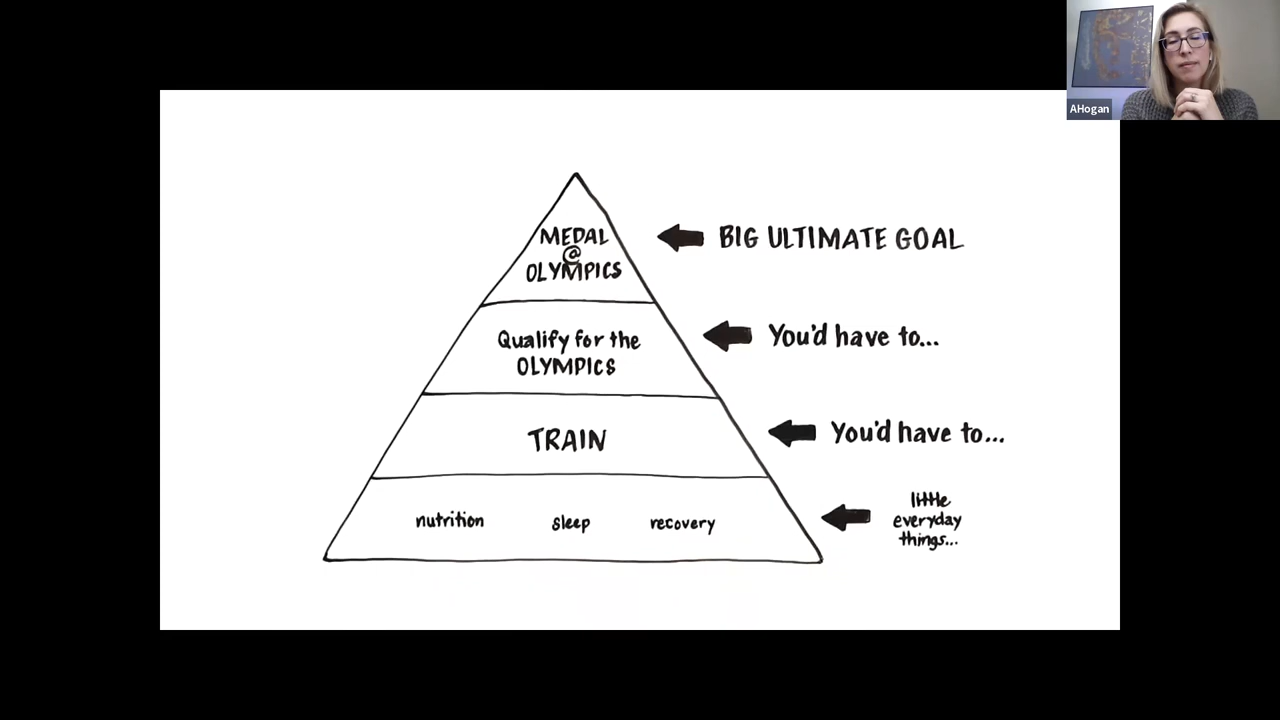 AHogan
MEDAL
@
OLYMPICS
BIG ULTIMATE GOAL
Qualify for the
OLYMPICS
You'd have to...
TRAIN
You'd have to...
nutrition sleep recovery
little
everyday
things...